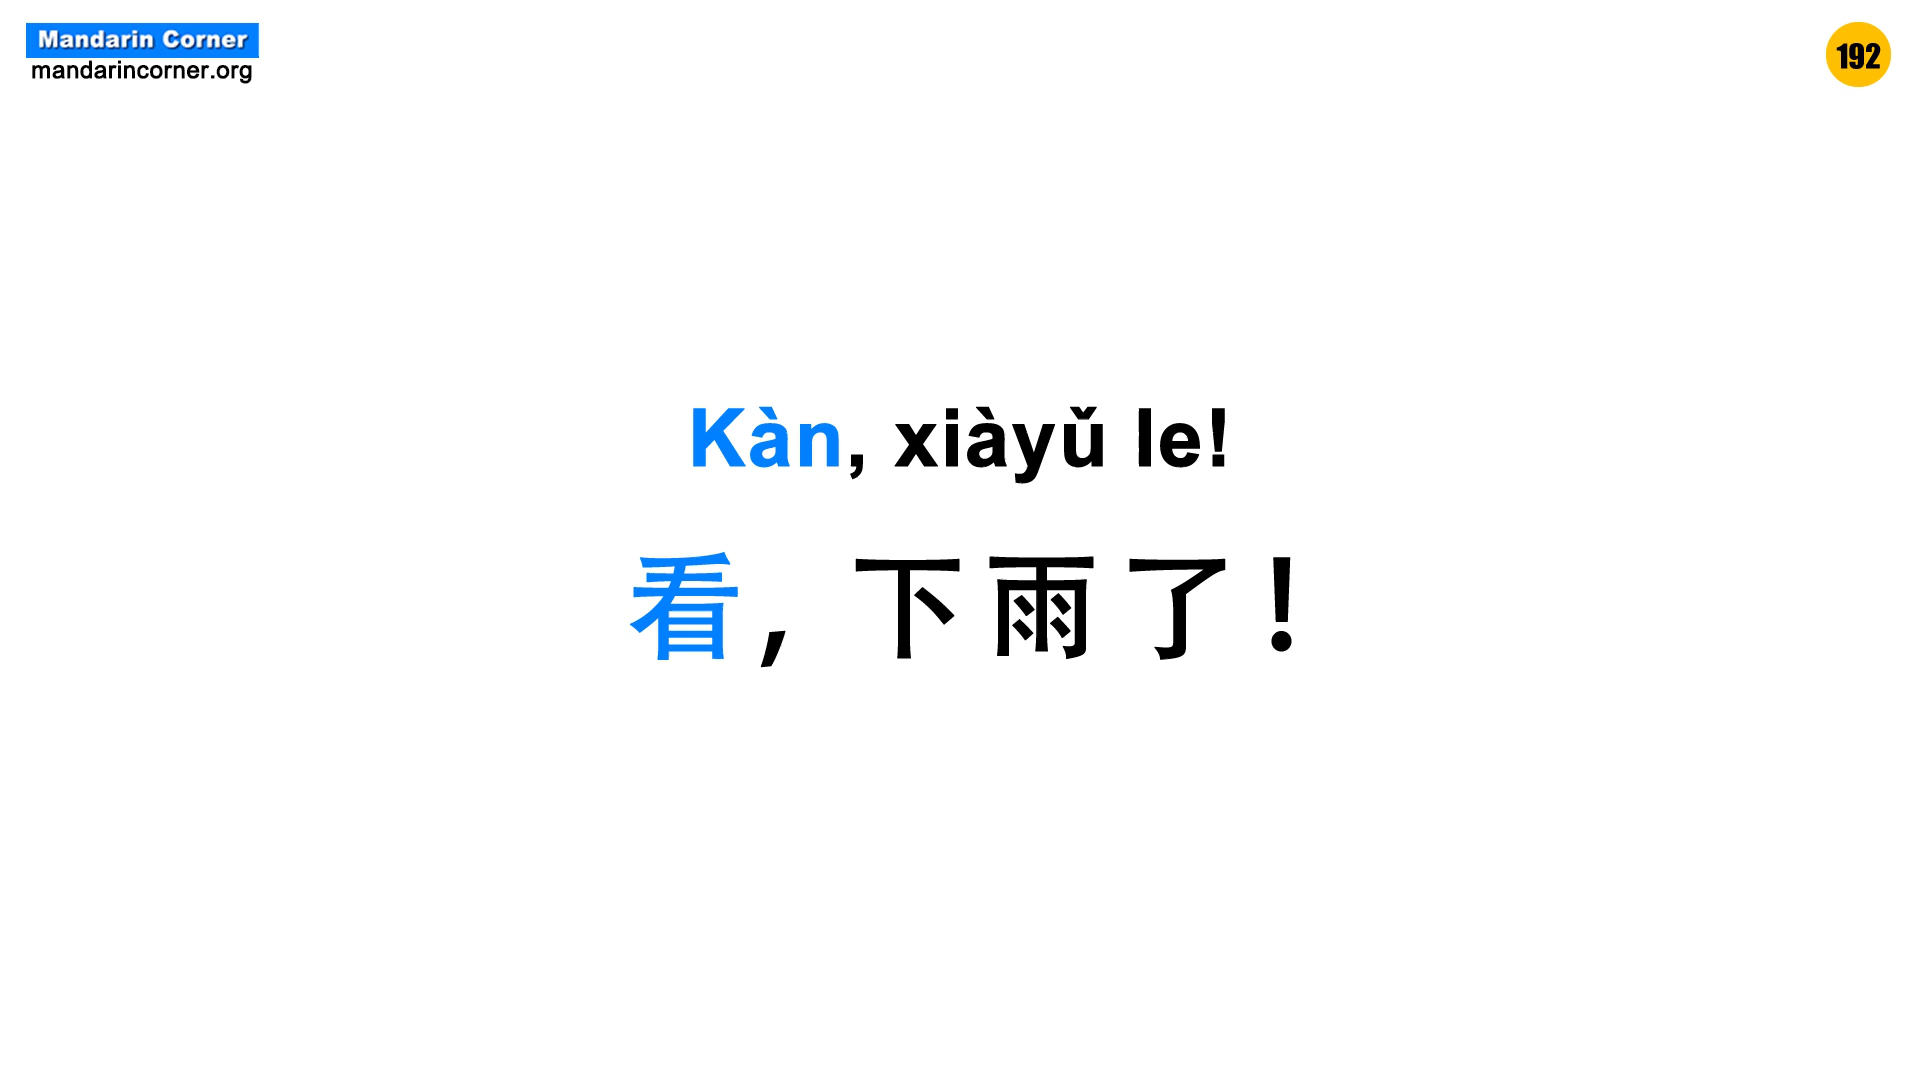 Mandarin Corner
mandarincorner.org
192
Kàn, xiàyǔ le!
看，下雨了！